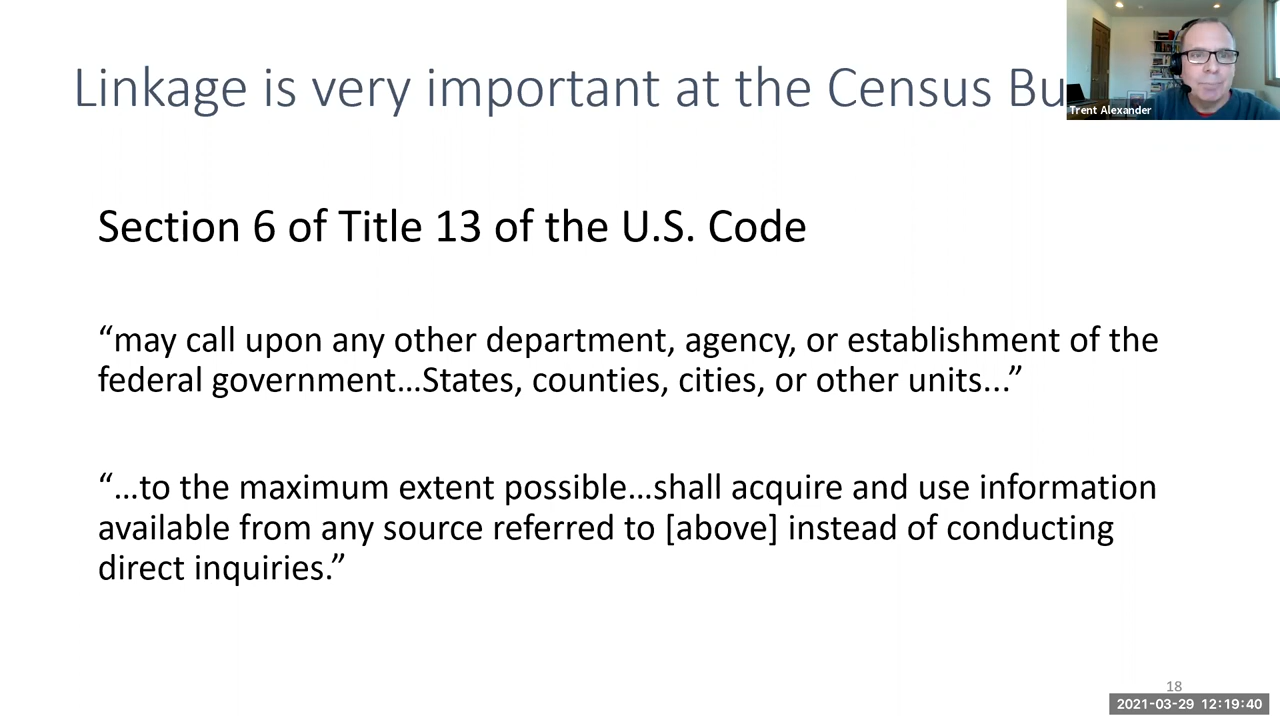 Linkage is very important at the Census Bu
Trent Alexander
Section 6 of Title 13 of the U.S. Code
“may call upon any other department, agency, or establishment of the
federal government...States, counties, cities, or other units...”
“...to the maximum extent possible...shall acquire and use information
available from any source referred to [above] instead of conducting
direct inquiries.”
18
2021-03-29 12:19:40